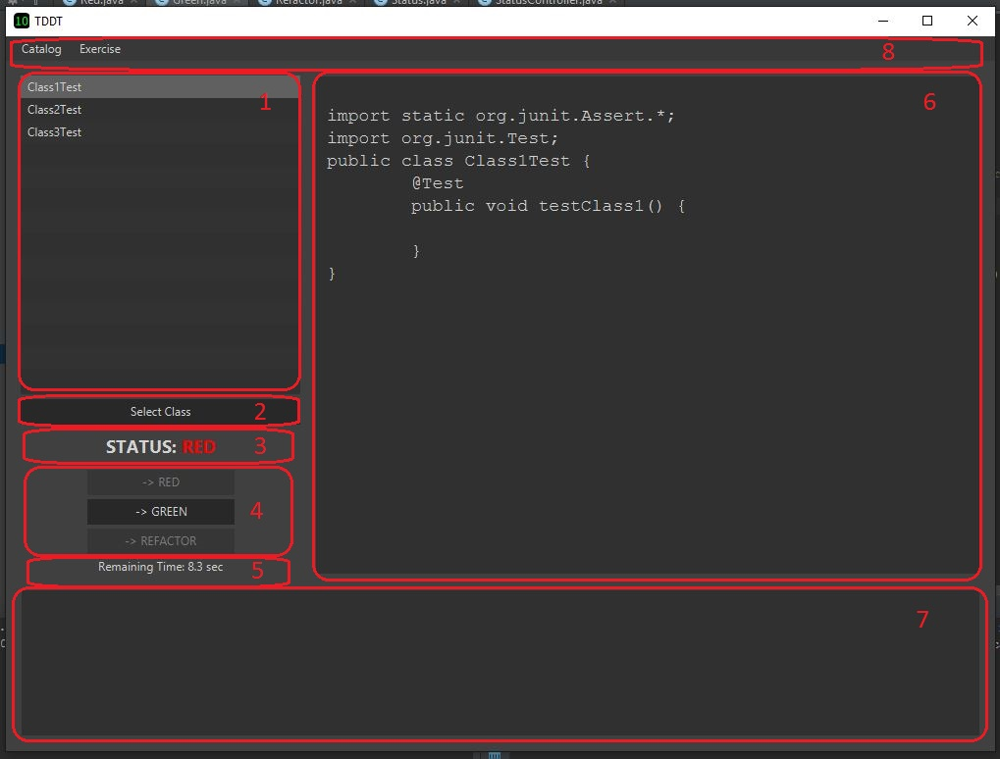 Red.java Green.java Refactor.java Status.java StatusController.java
10 TDDT
Catalog Exercise 8
Class1Test 1
Class2Test
Class3Test
Select Class 2
STATUS: RED 3
-> RED
-> GREEN 4
-> REFACTOR
Remaining Time: 8.3 sec 5
6
import static org.junit.Assert.*;
import org.junit.Test;
public class Class1Test {
@Test
public void testClass1() {
}
}
7